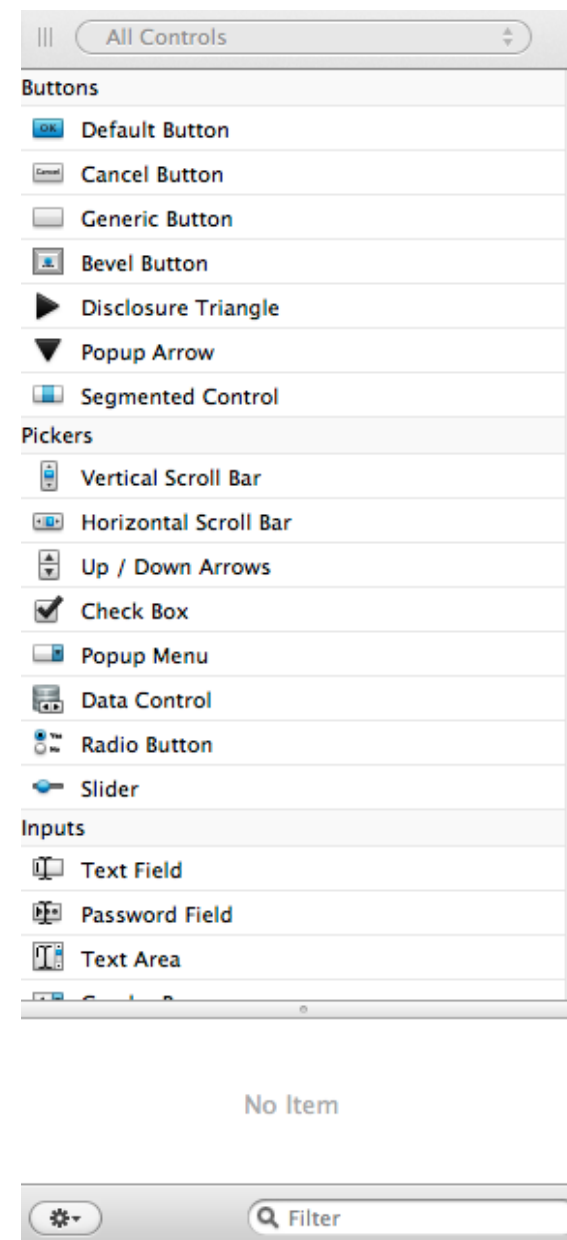 All Controls
Buttons
OK Default Button
Cancel Cancel Button
Generic Button
Bevel Button
Disclosure Triangle
Popup Arrow
Segmented Control
Pickers
Vertical Scroll Bar
Horizontal Scroll Bar
Up / Down Arrows
Check Box
Popup Menu
Data Control
Radio Button
Slider
Inputs
Text Field
Password Field
Text Area
No Item
Filter